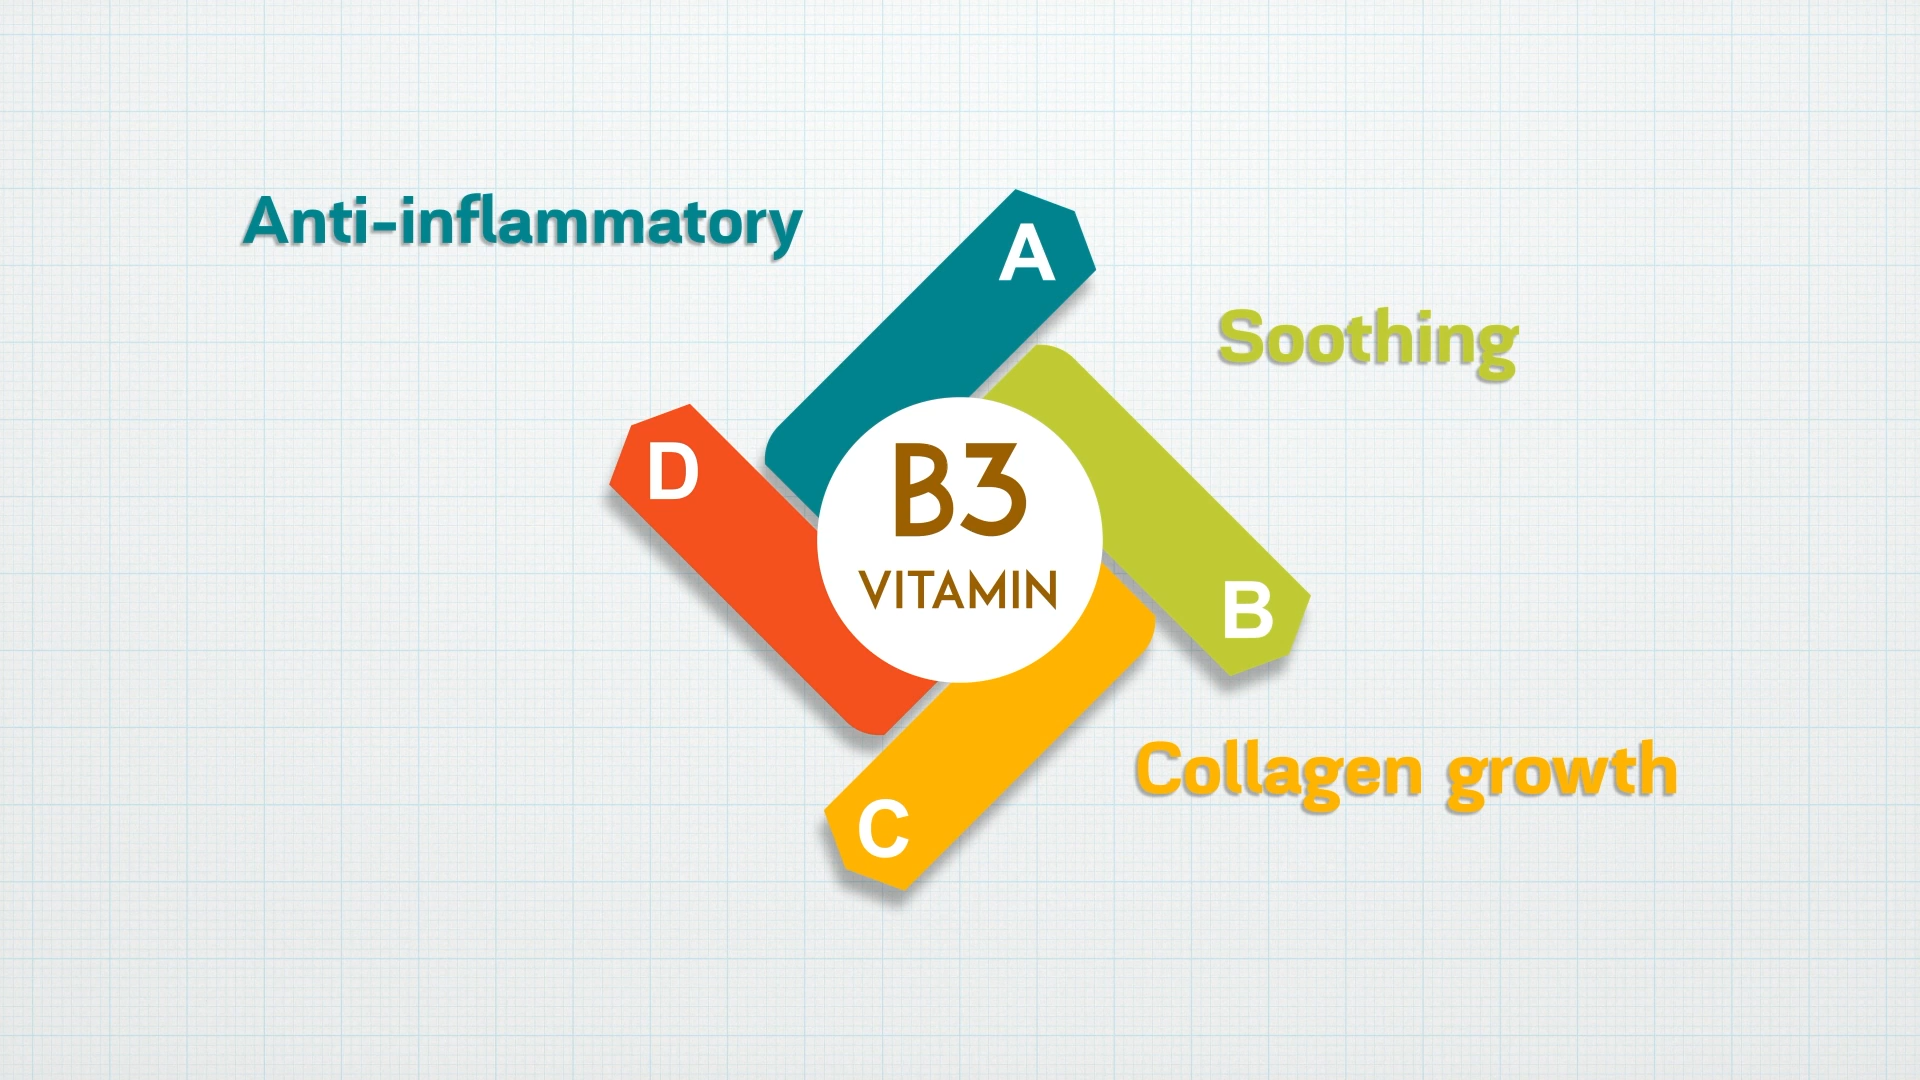 Anti-inflammatory
A
Soothing
D
B3
VITAMIN
B
Collagen growth
C